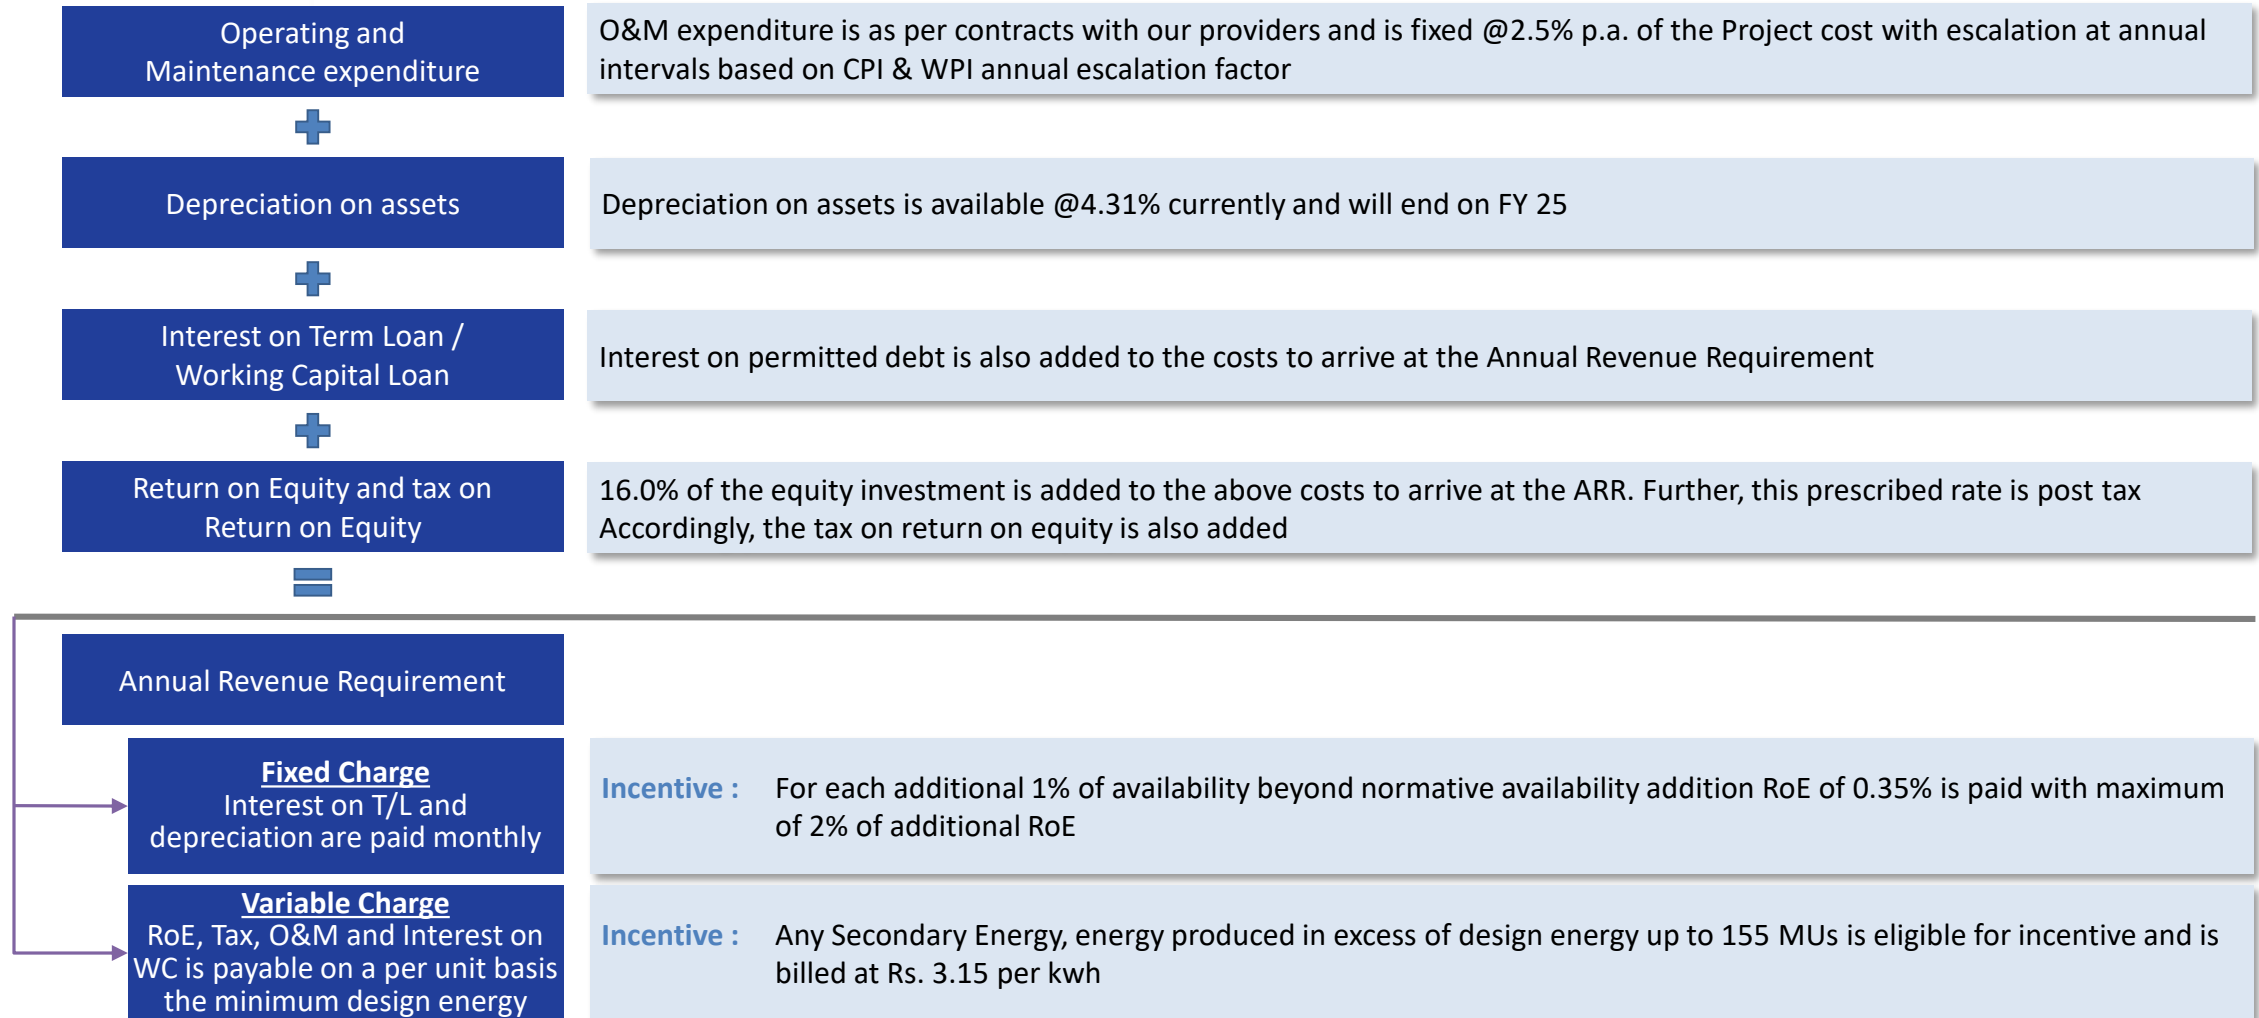 Operating and
Maintenance expenditure
O&M expenditure is as per contracts with our providers and is fixed @2.5% p.a. of the Project cost with escalation at annual
intervals based on CPI & WPI annual escalation factor
Depreciation on assets
Depreciation on assets is available @4.31% currently and will end on FY 25
Interest on Term Loan /
Working Capital Loan
Interest on permitted debt is also added to the costs to arrive at the Annual Revenue Requirement
Return on Equity and tax on
Return on Equity
16.0% of the equity investment is added to the above costs to arrive at the ARR. Further, this prescribed rate is post tax
Accordingly, the tax on return on equity is also added
Annual Revenue Requirement
Fixed Charge
Interest on T/L and
depreciation are paid monthly
Incentive : For each additional 1% of availability beyond normative availability addition RoE of 0.35% is paid with maximum
of 2% of additional RoE
Variable Charge
RoE, Tax, O&M and Interest on
WC is payable on a per unit basis
the minimum design energy
Incentive : Any Secondary Energy, energy produced in excess of design energy up to 155 MUs is eligible for incentive and is
billed at Rs. 3.15 per kwh